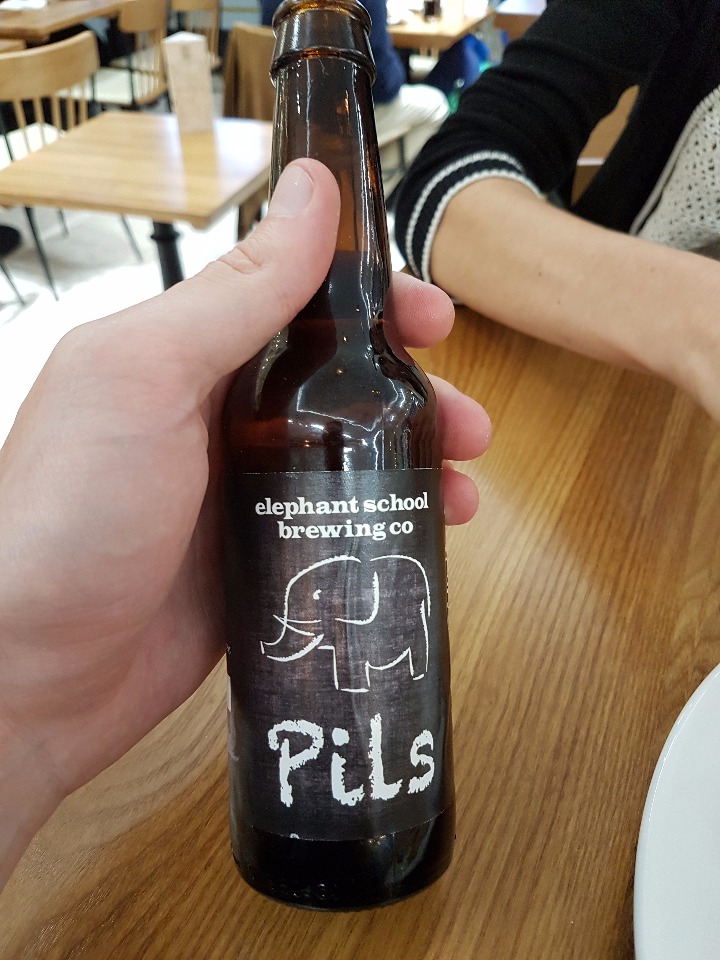 elephant school
brewing co
Pils